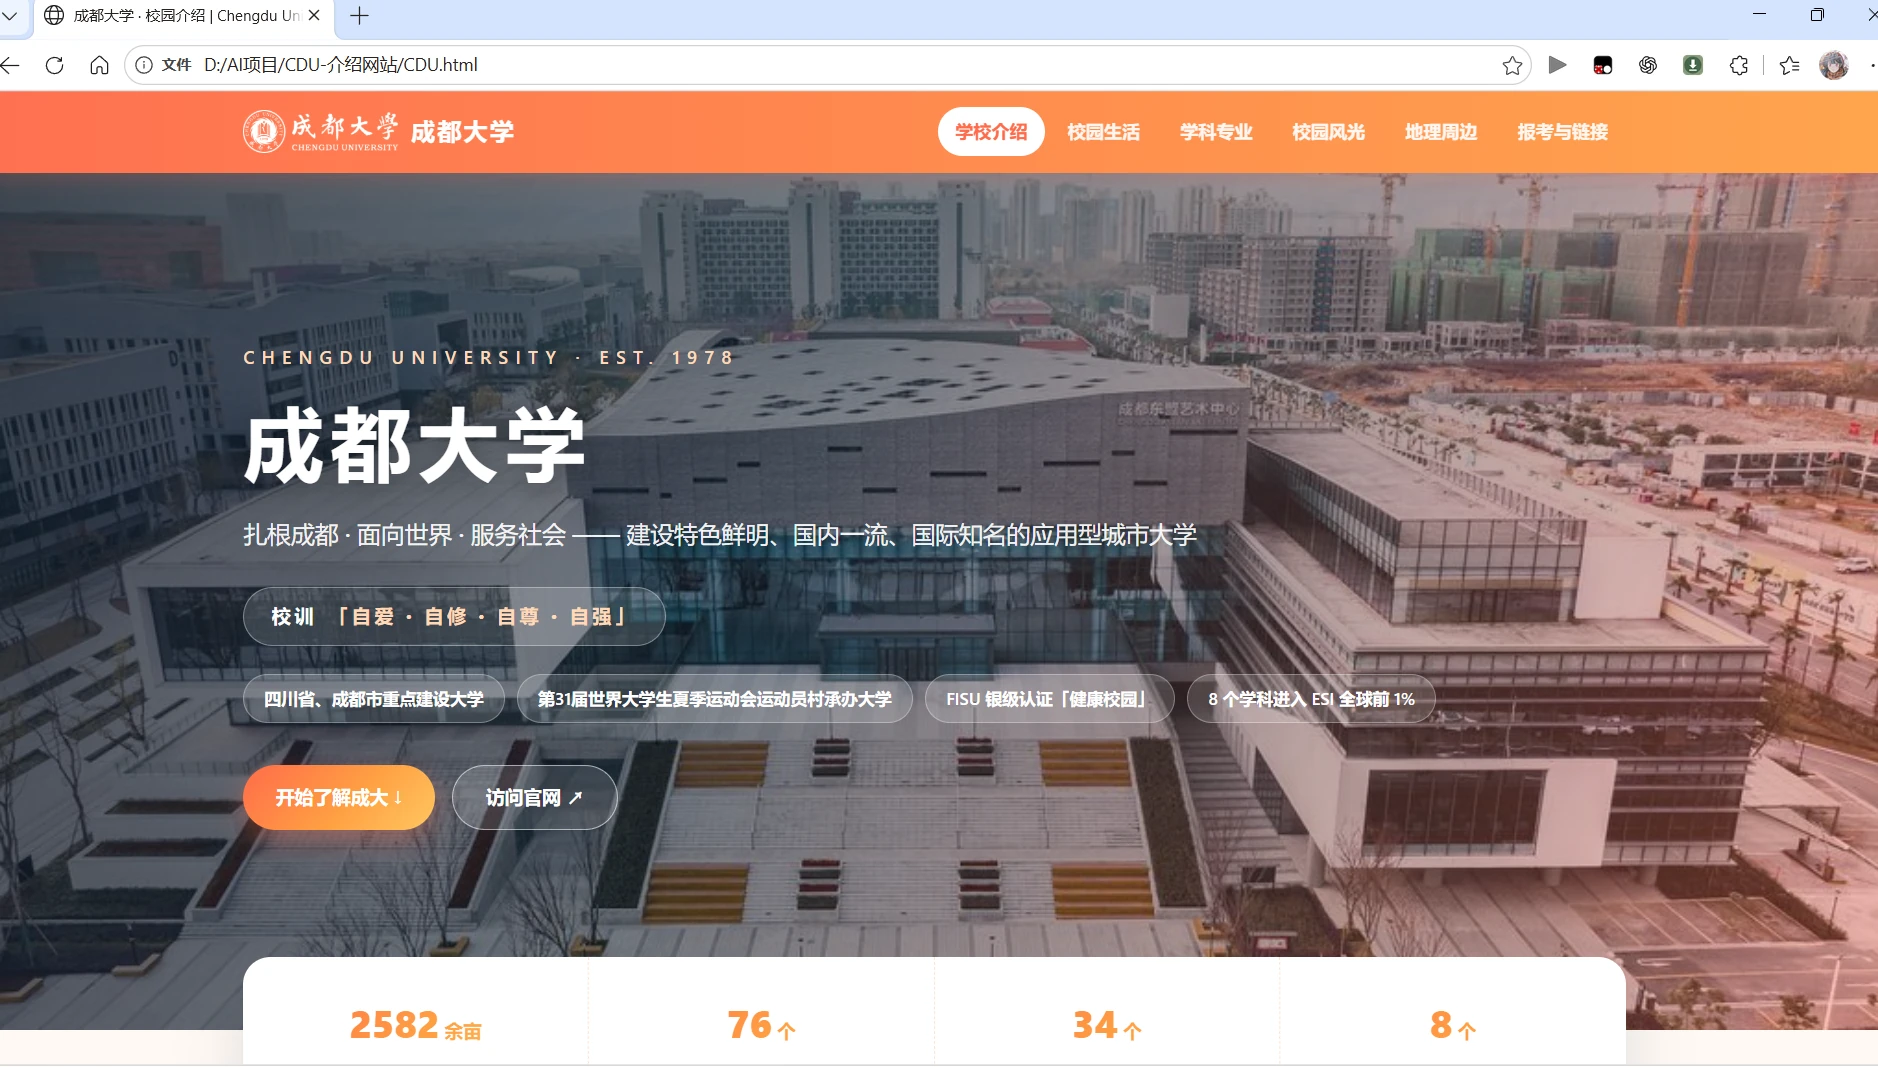 成都大学 · 校园介绍 | Chengdu Un
文件 D:/AI项目/CDU-介绍网站/CDU.html
成都大學
CHENGDU UNIVERSITY
成都大学
学校介绍 校园生活 学科专业 校园风光 地理周边 报考与链接
成都东盟艺术中心
CHENGDU UNIVERSITY · EST. 1978
成都大学
扎根成都 · 面向世界 · 服务社会 —— 建设特色鲜明、国内一流、国际知名的应用型城市大学
校训 「自爱 · 自修 · 自尊 · 自强」
四川省、成都市重点建设大学 第31届世界大学生夏季运动会运动员村承办大学 FISU 银级认证「健康校园」 8 个学科进入 ESI 全球前 1%
开始了解成大 ↓ 访问官网 ↗
2582 余亩 76 个 34 个 8 个